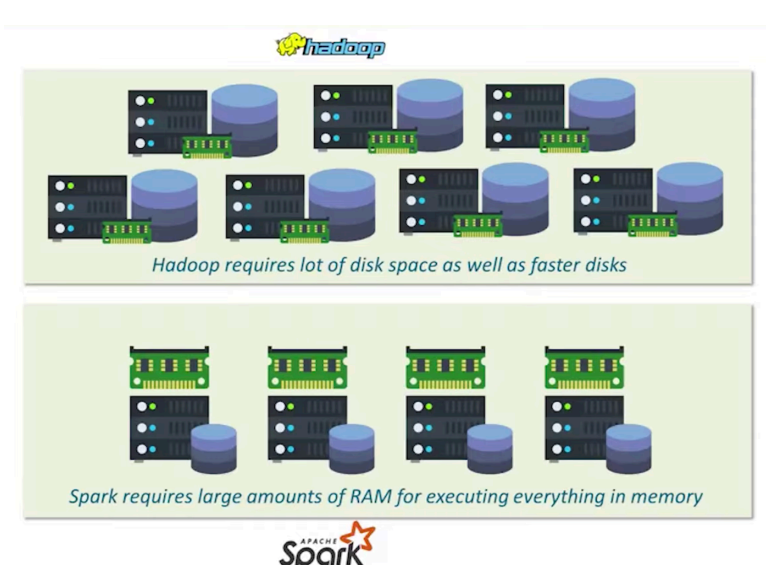 hadoop
Hadoop requires lot of disk space as well as faster disks
Spark requires large amounts of RAM for executing everything in memory
APACHE
Spark